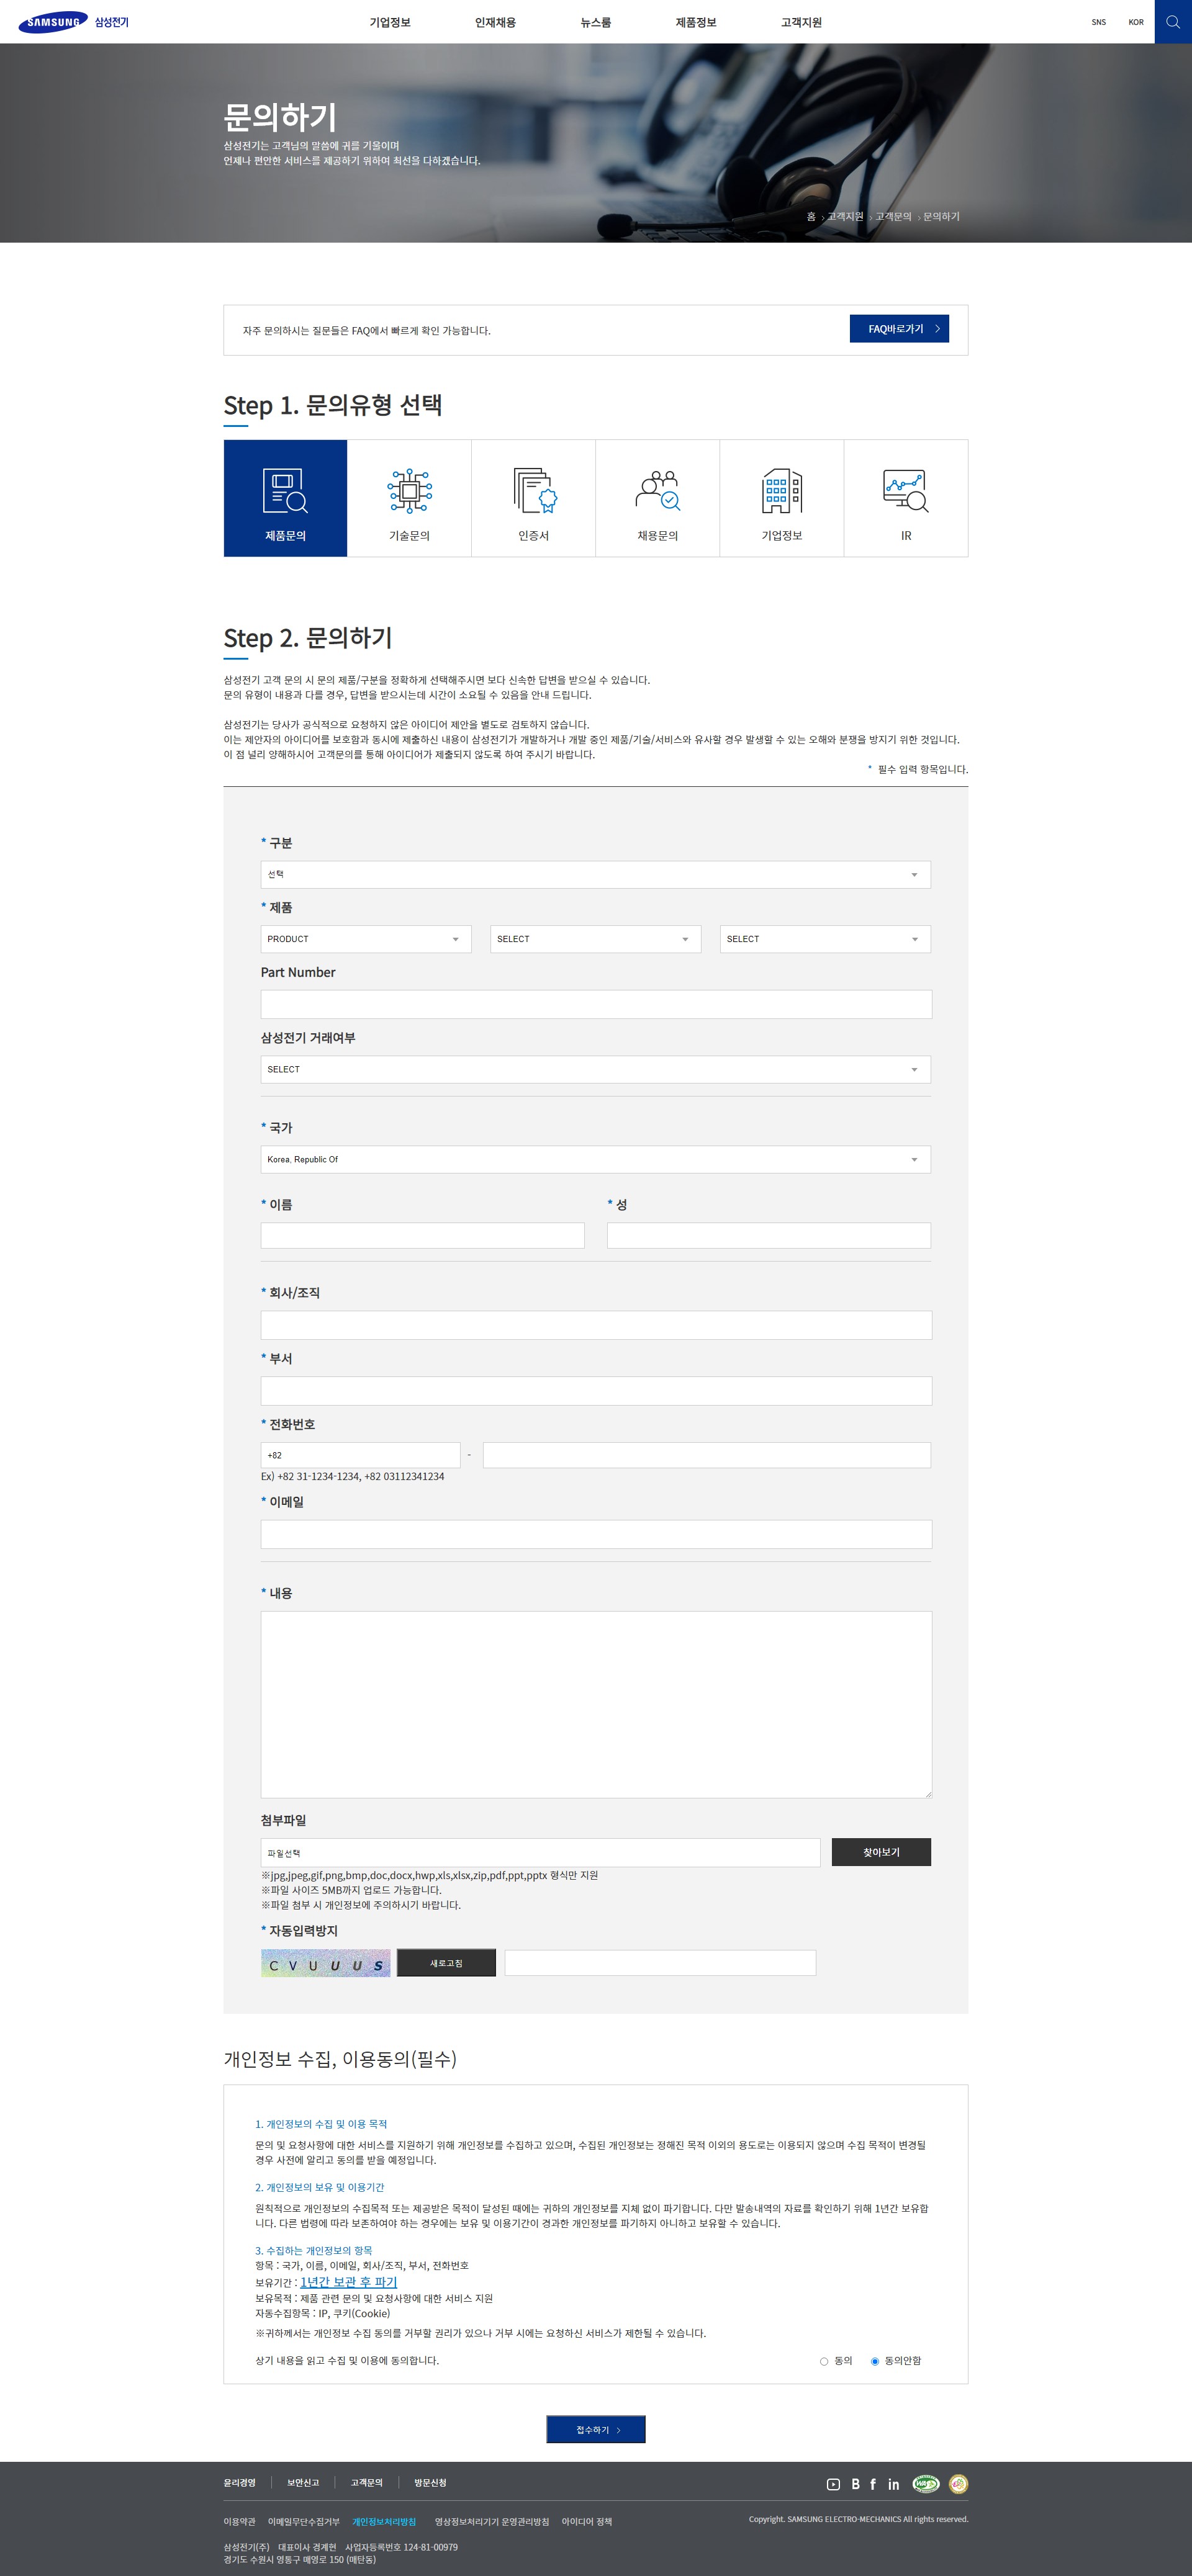 SAMSUNG 삼성전기
기업정보 인재채용 뉴스룸 제품정보 고객지원
SNS KOR
문의하기
삼성전기는 고객님의 말씀에 귀를 기울이며
언제나 편안한 서비스를 제공하기 위하여 최선을 다하겠습니다.
홈 > 고객지원 > 고객문의 > 문의하기
자주 문의하시는 질문들은 FAQ에서 빠르게 확인 가능합니다.
FAQ바로가기
Step 1. 문의유형 선택
제품문의 기술문의 인증서 채용문의 기업정보 IR
Step 2. 문의하기
삼성전기 고객 문의 시 문의 제품/구분을 정확하게 선택해주시면 보다 신속한 답변을 받으실 수 있습니다.
문의 유형이 내용과 다를 경우, 답변을 받으시는데 시간이 소요될 수 있음을 안내 드립니다.
삼성전기는 당사가 공식적으로 요청하지 않은 아이디어 제안을 별도로 검토하지 않습니다.
이는 제안자의 아이디어를 보호함과 동시에 제출하신 내용이 삼성전기가 개발하거나 개발 중인 제품/기술/서비스와 유사할 경우 발생할 수 있는 오해와 분쟁을 방지기 위한 것입니다.
이 점 널리 양해하시어 고객문의를 통해 아이디어가 제출되지 않도록 하여 주시기 바랍니다.
* 필수 입력 항목입니다.
* 구분
선택
* 제품
PRODUCT SELECT SELECT
Part Number
삼성전기 거래여부
SELECT
* 국가
Korea, Republic Of
* 이름 * 성
* 회사/조직
* 부서
* 전화번호
+82 -
Ex) +82 31-1234-1234, +82 03112341234
* 이메일
* 내용
첨부파일
파일선택 찾아보기
※jpg,jpeg,gif,png,bmp,doc,docx,hwp,xls,xlsx,zip,pdf,ppt,pptx 형식만 지원
※파일 사이즈 5MB까지 업로드 가능합니다.
※파일 첨부 시 개인정보에 주의하시기 바랍니다.
* 자동입력방지
C V U U U S 새로고침
개인정보 수집, 이용동의(필수)
1. 개인정보의 수집 및 이용 목적
문의 및 요청사항에 대한 서비스를 지원하기 위해 개인정보를 수집하고 있으며, 수집된 개인정보는 정해진 목적 이외의 용도로는 이용되지 않으며 수집 목적이 변경될
경우 사전에 알리고 동의를 받을 예정입니다.
2. 개인정보의 보유 및 이용기간
원칙적으로 개인정보의 수집목적 또는 제공받은 목적이 달성된 때에는 귀하의 개인정보를 지체 없이 파기합니다. 다만 발송내역의 자료를 확인하기 위해 1년간 보유합
니다. 다른 법령에 따라 보존하여야 하는 경우에는 보유 및 이용기간이 경과한 개인정보를 파기하지 아니하고 보유할 수 있습니다.
3. 수집하는 개인정보의 항목
항목 : 국가, 이름, 이메일, 회사/조직, 부서, 전화번호
보유기간 : 1년간 보관 후 파기
보유목적 : 제품 관련 문의 및 요청사항에 대한 서비스 지원
자동수집항목 : IP, 쿠키(Cookie)
※귀하께서는 개인정보 수집 동의를 거부할 권리가 있으나 거부 시에는 요청하신 서비스가 제한될 수 있습니다.
상기 내용을 읽고 수집 및 이용에 동의합니다. 동의 동의안함
접수하기
윤리경영 보안신고 고객문의 방문신청
이용약관 이메일무단수집거부 개인정보처리방침 영상정보처리기기 운영관리방침 아이디어 정책
Copyright. SAMSUNG ELECTRO-MECHANICS All rights reserved.
삼성전기(주) 대표이사 경계현 사업자등록번호 124-81-00979
경기도 수원시 영통구 매영로 150 (매탄동)